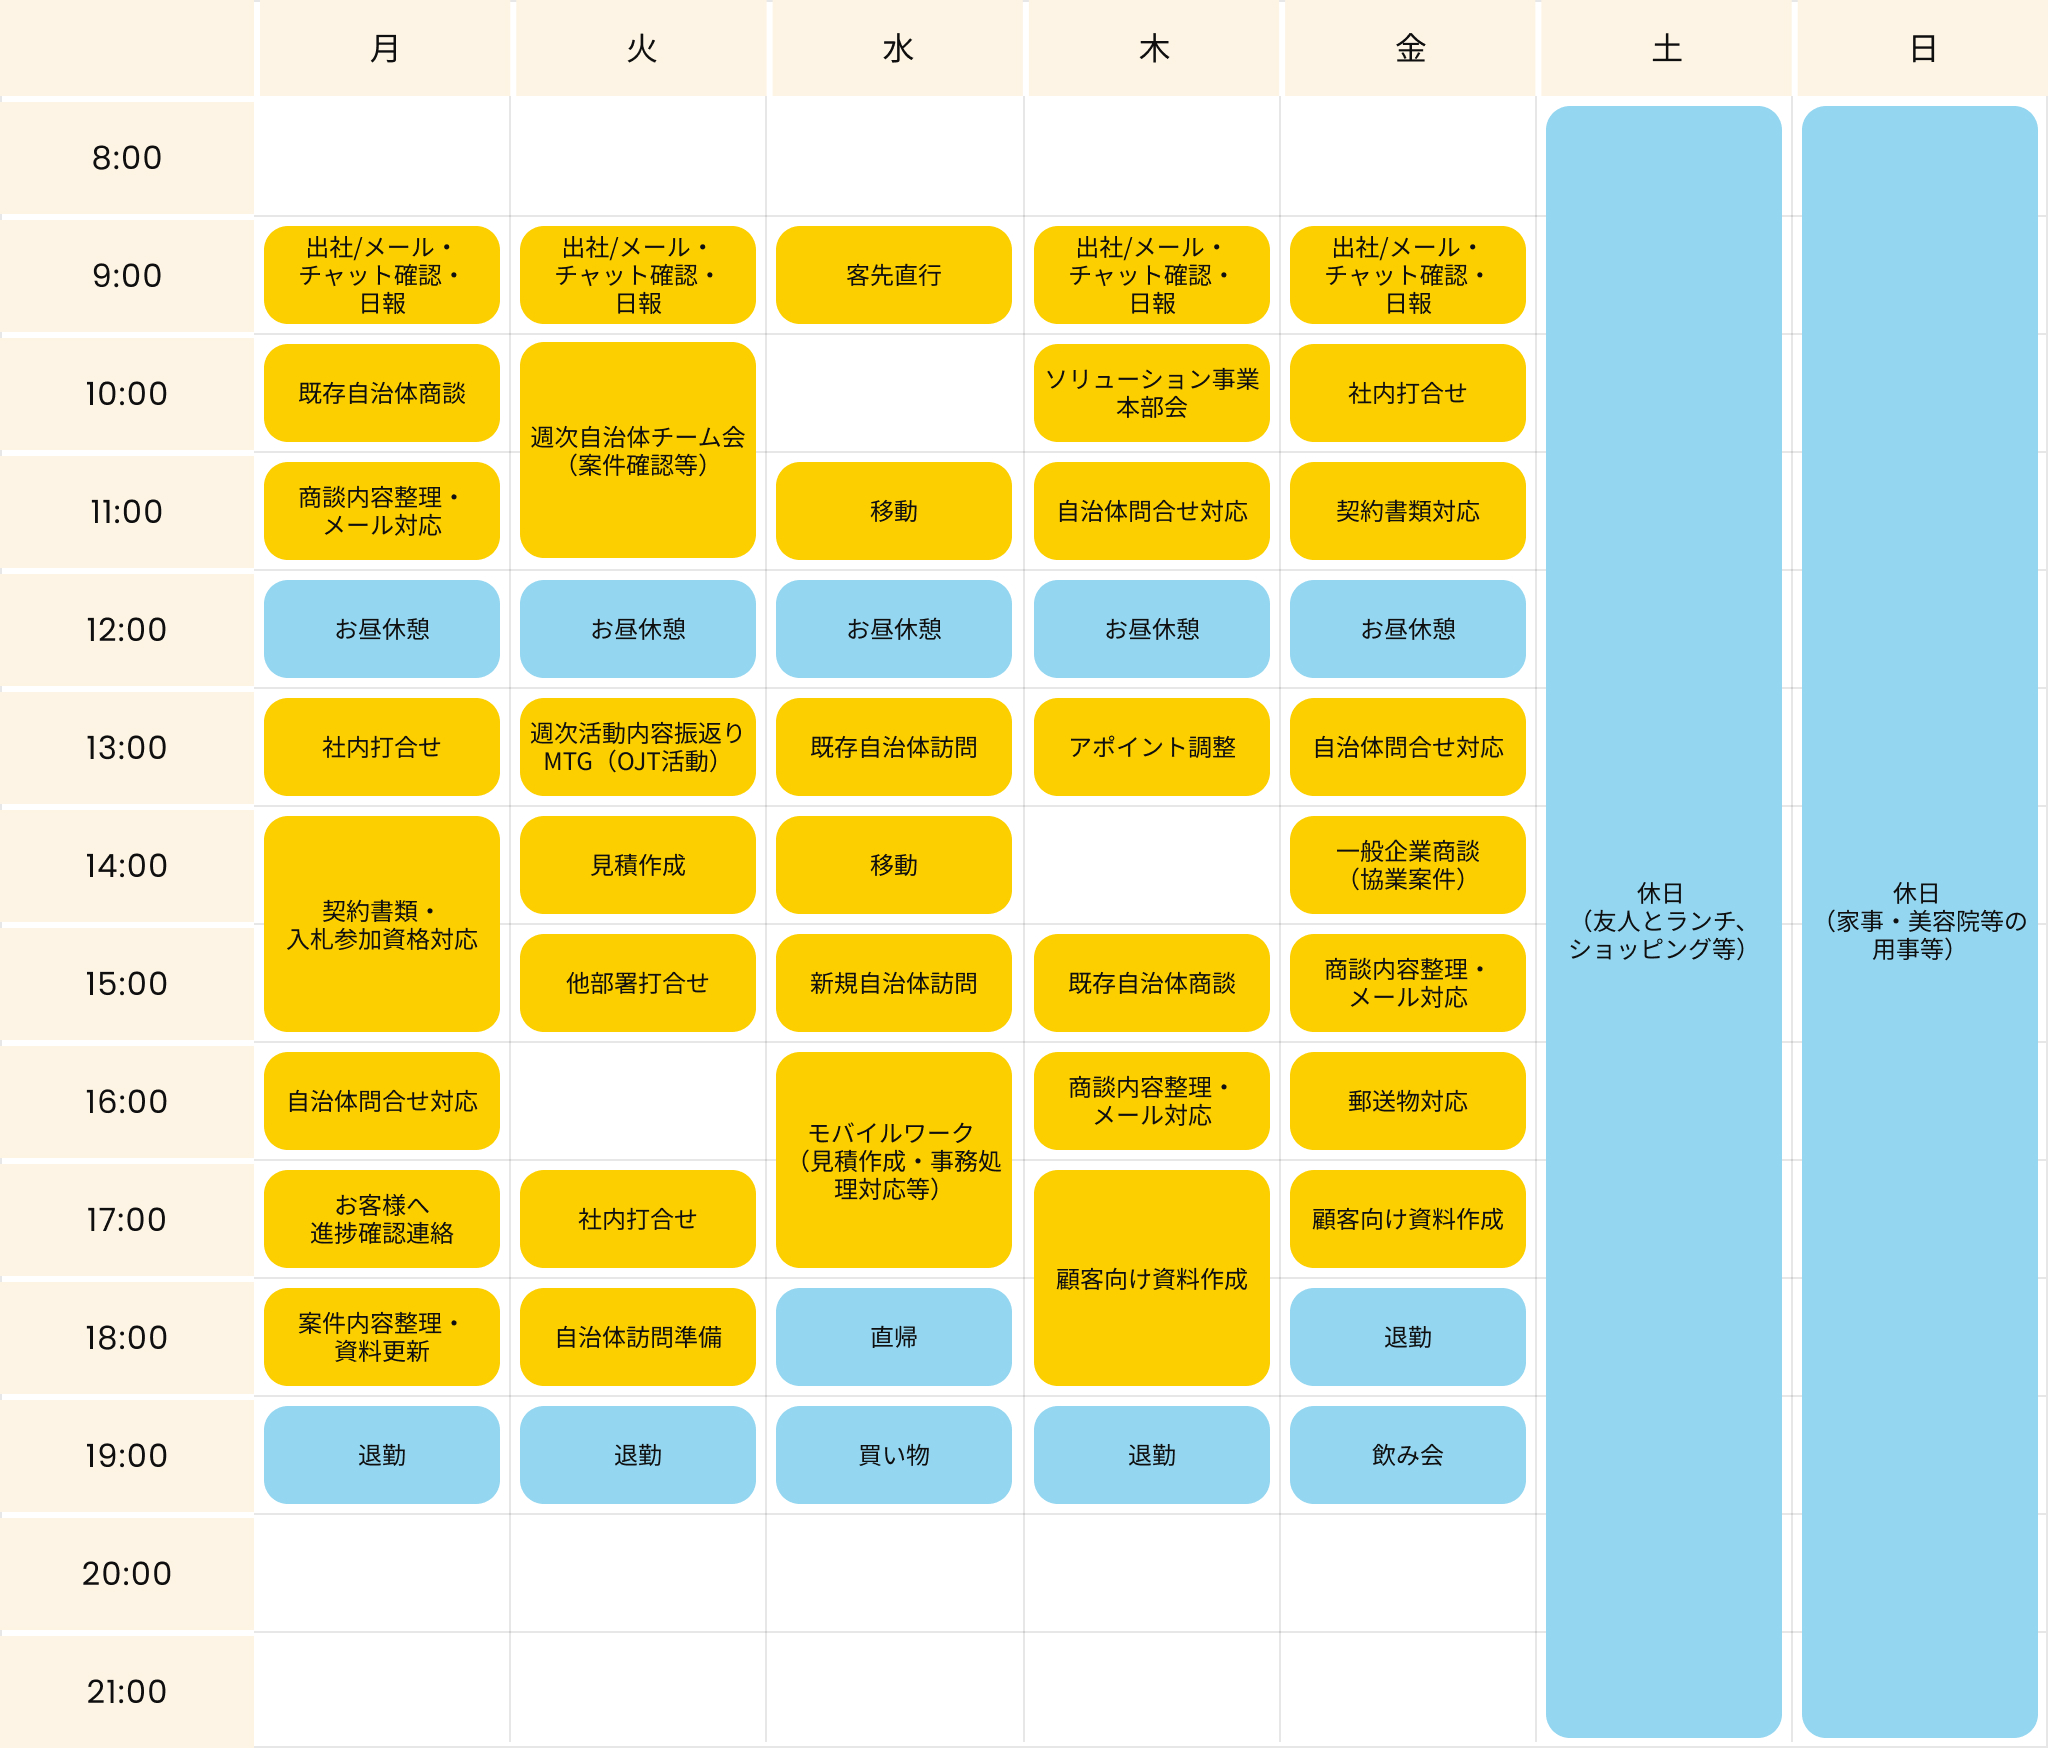 月
火
水
木
金
土
日
8:00
9:00
出社/メール・
チャット確認・
日報
出社/メール・
チャット確認・
日報
客先直行
出社/メール・
チャット確認・
日報
出社/メール・
チャット確認・
日報
10:00
既存自治体商談
週次自治体チーム会
（案件確認等）
ソリューション事業
本部会
社内打合せ
11:00
商談内容整理・
メール対応
移動
自治体問合せ対応
契約書類対応
12:00
お昼休憩
お昼休憩
お昼休憩
お昼休憩
お昼休憩
13:00
社内打合せ
週次活動内容振返り
MTG（OJT活動）
既存自治体訪問
アポイント調整
自治体問合せ対応
14:00
契約書類・
入札参加資格対応
見積作成
移動
一般企業商談
（協業案件）
休日
（友人とランチ、
ショッピング等）
休日
（家事・美容院等の
用事等）
15:00
他部署打合せ
新規自治体訪問
既存自治体商談
商談内容整理・
メール対応
16:00
自治体問合せ対応
モバイルワーク
（見積作成・事務処
理対応等）
商談内容整理・
メール対応
郵送物対応
17:00
お客様へ
進捗確認連絡
社内打合せ
顧客向け資料作成
顧客向け資料作成
18:00
案件内容整理・
資料更新
自治体訪問準備
直帰
退勤
19:00
退勤
退勤
買い物
退勤
飲み会
20:00
21:00